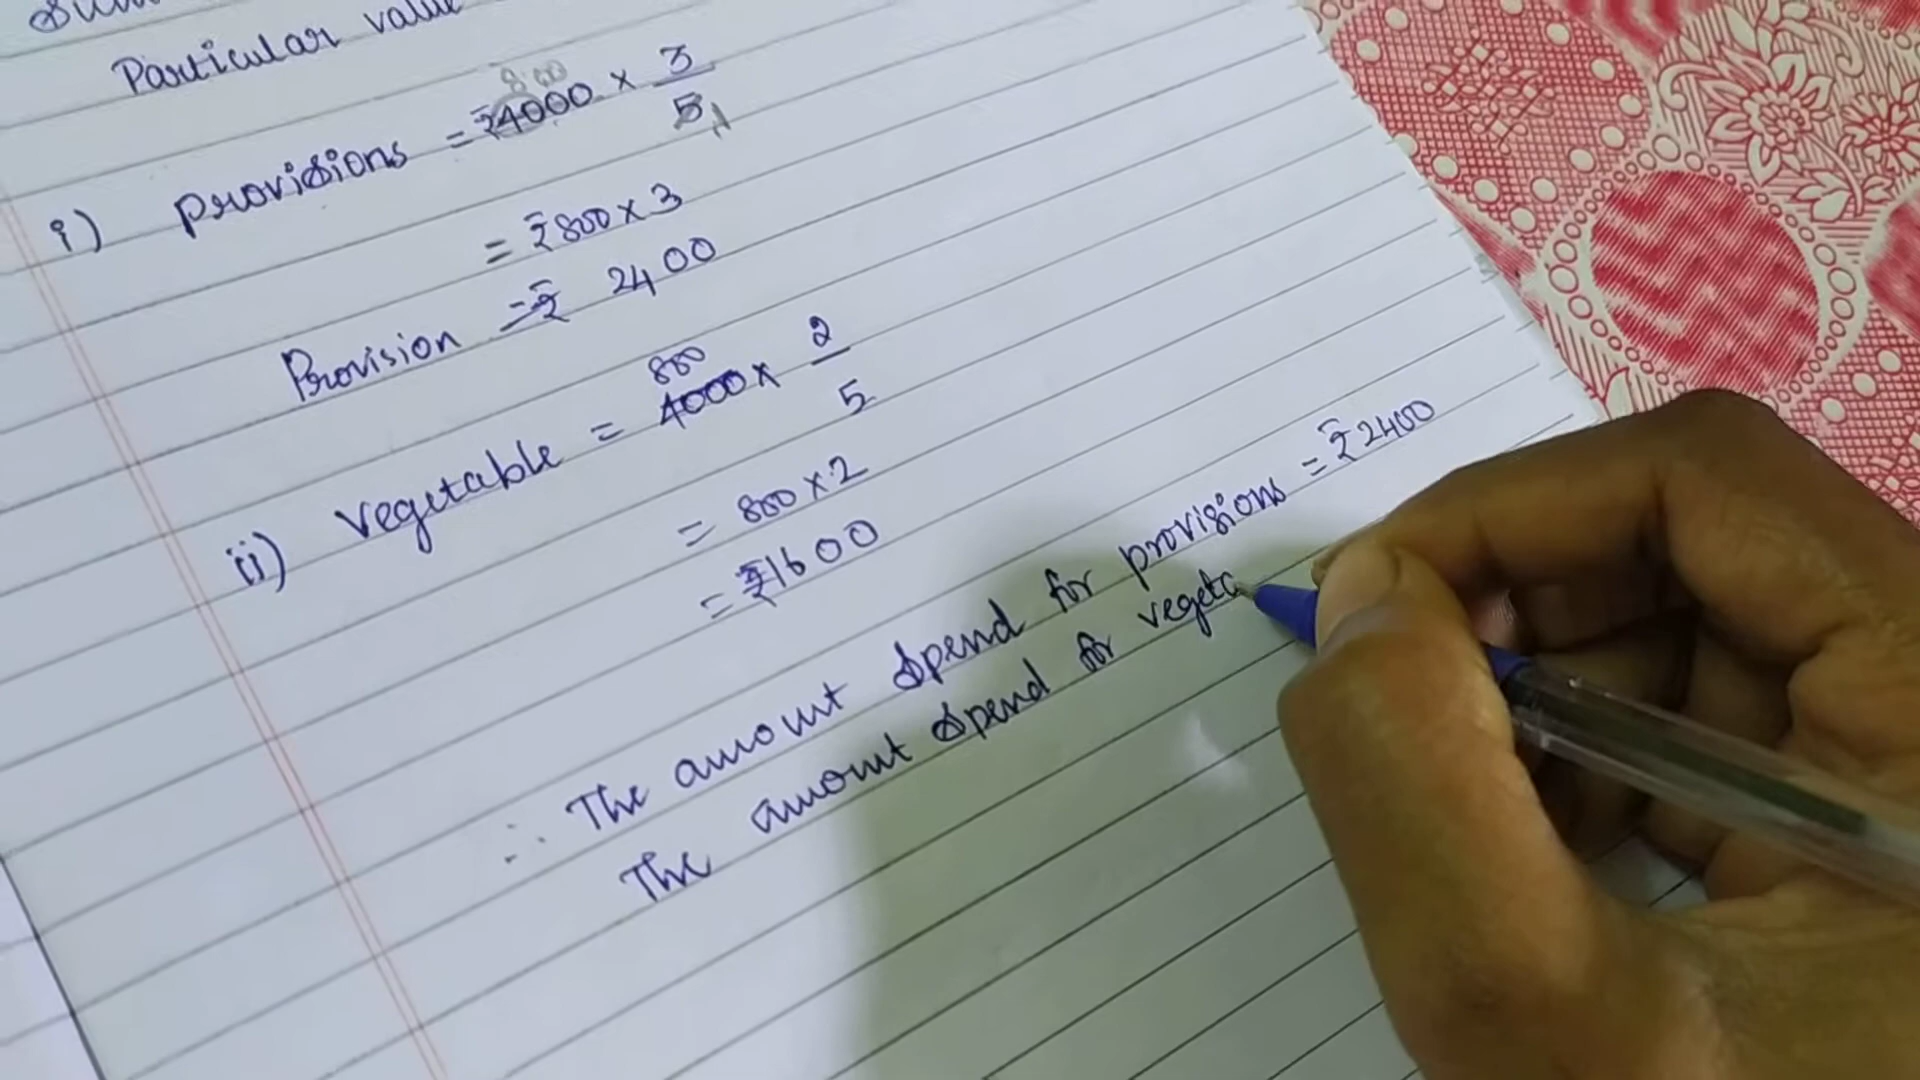 Particular value
800
i) provisions = ₹4000 × 3/5 1
= ₹800 × 3
Provision = ₹ 2400
800
ii) vegetable = 4000 × 2/5
= 800 × 2
= ₹1600
∴ The amount spend for provisions = ₹2400
The amount spend for vegeta